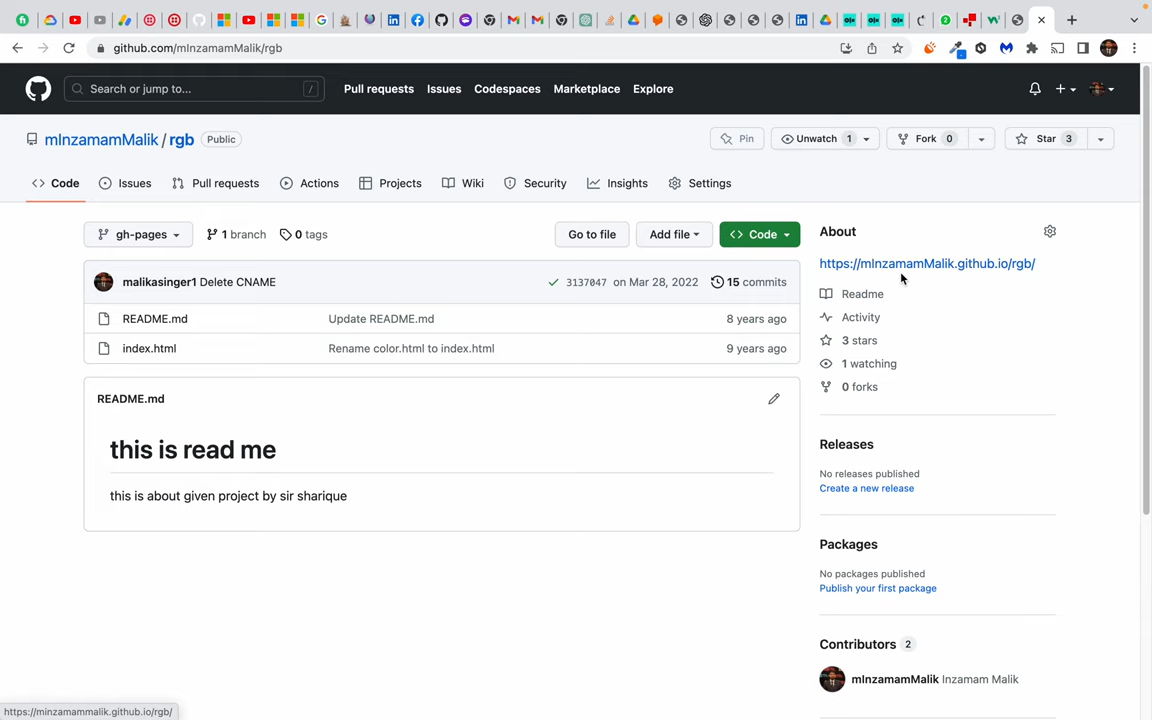 github.com/mInzamamMalik/rgb
Search or jump to...
/
Pull requests
Issues
Codespaces
Marketplace
Explore
mInzamamMalik / rgb
Public
Pin
Unwatch 1
Fork 0
Star 3
Code
Issues
Pull requests
Actions
Projects
Wiki
Security
Insights
Settings
gh-pages
1 branch
0 tags
Go to file
Add file
Code
malikasinger1 Delete CNAME
3137047 on Mar 28, 2022
15 commits
README.md
Update README.md
8 years ago
index.html
Rename color.html to index.html
9 years ago
README.md
this is read me
this is about given project by sir sharique
About
https://mInzamamMalik.github.io/rgb/
Readme
Activity
3 stars
1 watching
0 forks
Releases
No releases published
Create a new release
Packages
No packages published
Publish your first package
Contributors 2
mInzamamMalik Inzamam Malik
https://minzamammalik.github.io/rgb/